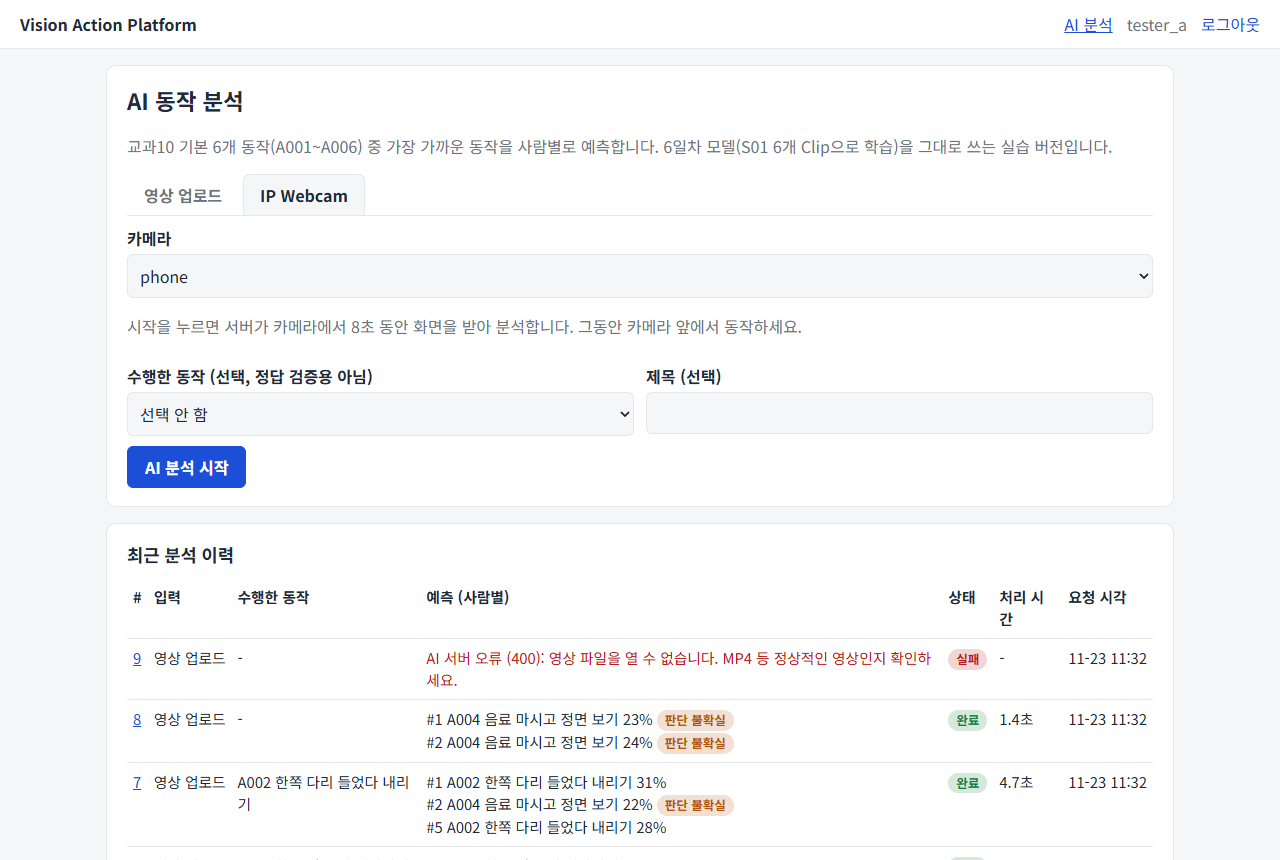 Vision Action Platform
AI 분석 tester_a 로그아웃
AI 동작 분석
교과10 기본 6개 동작(A001~A006) 중 가장 가까운 동작을 사람별로 예측합니다. 6일차 모델(S01 6개 Clip으로 학습)을 그대로 쓰는 실습 버전입니다.
영상 업로드 IP Webcam
카메라
phone
시작을 누르면 서버가 카메라에서 8초 동안 화면을 받아 분석합니다. 그동안 카메라 앞에서 동작하세요.
수행한 동작 (선택, 정답 검증용 아님) 제목 (선택)
선택 안 함
AI 분석 시작
최근 분석 이력
# 입력 수행한 동작 예측 (사람별) 상태 처리 시
간 요청 시각
9 영상 업로드 - AI 서버 오류 (400): 영상 파일을 열 수 없습니다. MP4 등 정상적인 영상인지 확인하
세요. 실패 - 11-23 11:32
8 영상 업로드 - #1 A004 음료 마시고 정면 보기 23% 판단 불확실 완료 1.4초 11-23 11:32
#2 A004 음료 마시고 정면 보기 24% 판단 불확실
7 영상 업로드 A002 한쪽 다리 들었다 내리 #1 A002 한쪽 다리 들었다 내리기 31% 완료 4.7초 11-23 11:32
기 #2 A004 음료 마시고 정면 보기 22% 판단 불확실
#5 A002 한쪽 다리 들었다 내리기 28%